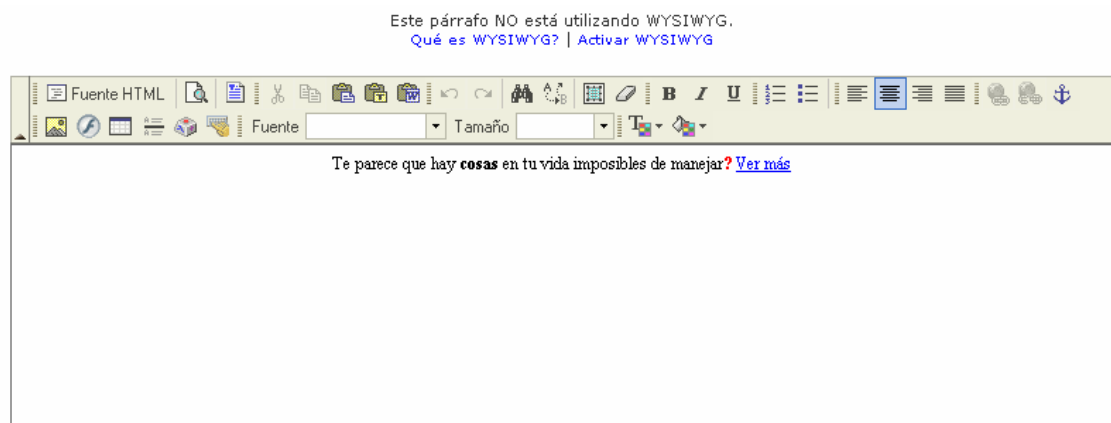 Este párrafo NO está utilizando WYSIWYG.
Qué es WYSIWYG? | Activar WYSIWYG
Fuente HTML
Fuente Tamaño
Te parece que hay cosas en tu vida imposibles de manejar? Ver más